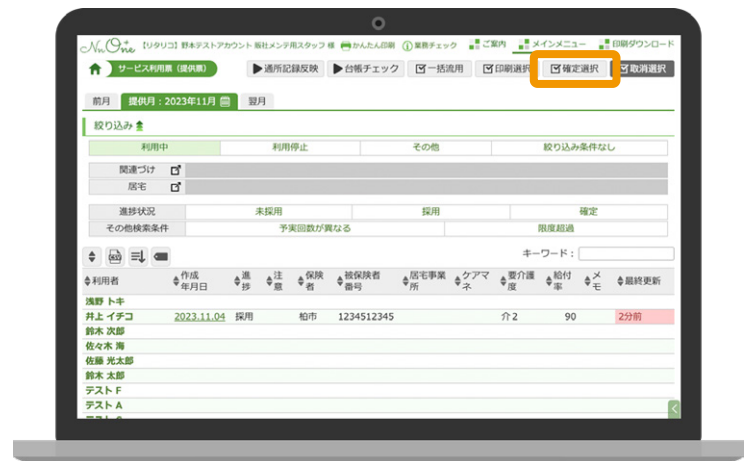 NuOne 【リタリコ】野本テストアカウント 販社メンテ用スタッフ 様 かんたん印刷 業務チェック ご案内 メインメニュー 印刷ダウンロード
サービス利用票（提供票） ▶通所記録反映 ▶台帳チェック 一括流用 印刷選択 確定選択 取消選択
前月 提供月：2023年11月 翌月
絞り込み
利用中 利用停止 その他 絞り込み条件なし
関連づけ
居宅
進捗状況 未採用 採用 確定
その他検索条件 予実回数が異なる 限度超過
キーワード：
利用者 作成年月日 進捗 注意 保険者 被保険者番号 居宅事業所 ケアマネ 要介護度 給付率 メモ 最終更新
浅野 トキ
井上 イチコ 2023.11.04 採用 柏市 1234512345 介2 90 2分前
鈴木 次郎
佐々木 海
佐藤 光太郎
鈴木 太郎
テスト F
テスト A